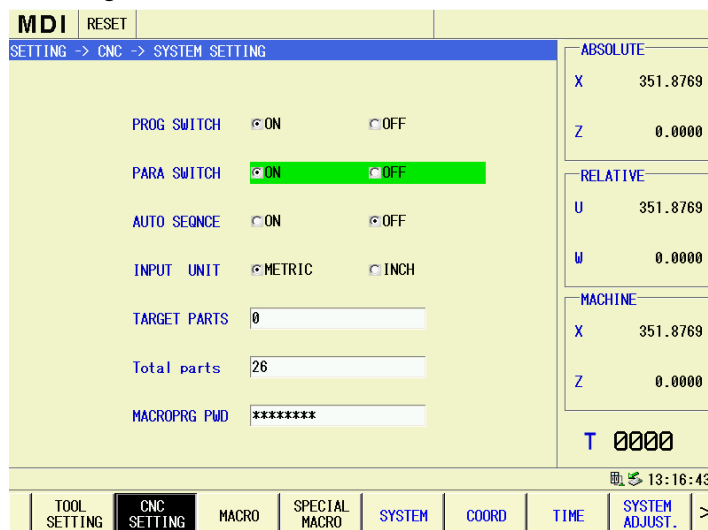 MDI RESET
SETTING -> CNC -> SYSTEM SETTING
PROG SWITCH ON OFF
PARA SWITCH ON OFF
AUTO SEQNCE ON OFF
INPUT UNIT METRIC INCH
TARGET PARTS 0
Total parts 26
MACROPRG PWD ********
ABSOLUTE
X 351.8769
Z 0.0000
RELATIVE
U 351.8769
W 0.0000
MACHINE
X 351.8769
Z 0.0000
T 0000
13:16:43
TOOL SETTING
CNC SETTING
MACRO
SPECIAL MACRO
SYSTEM
COORD
TIME
SYSTEM ADJUST.
>